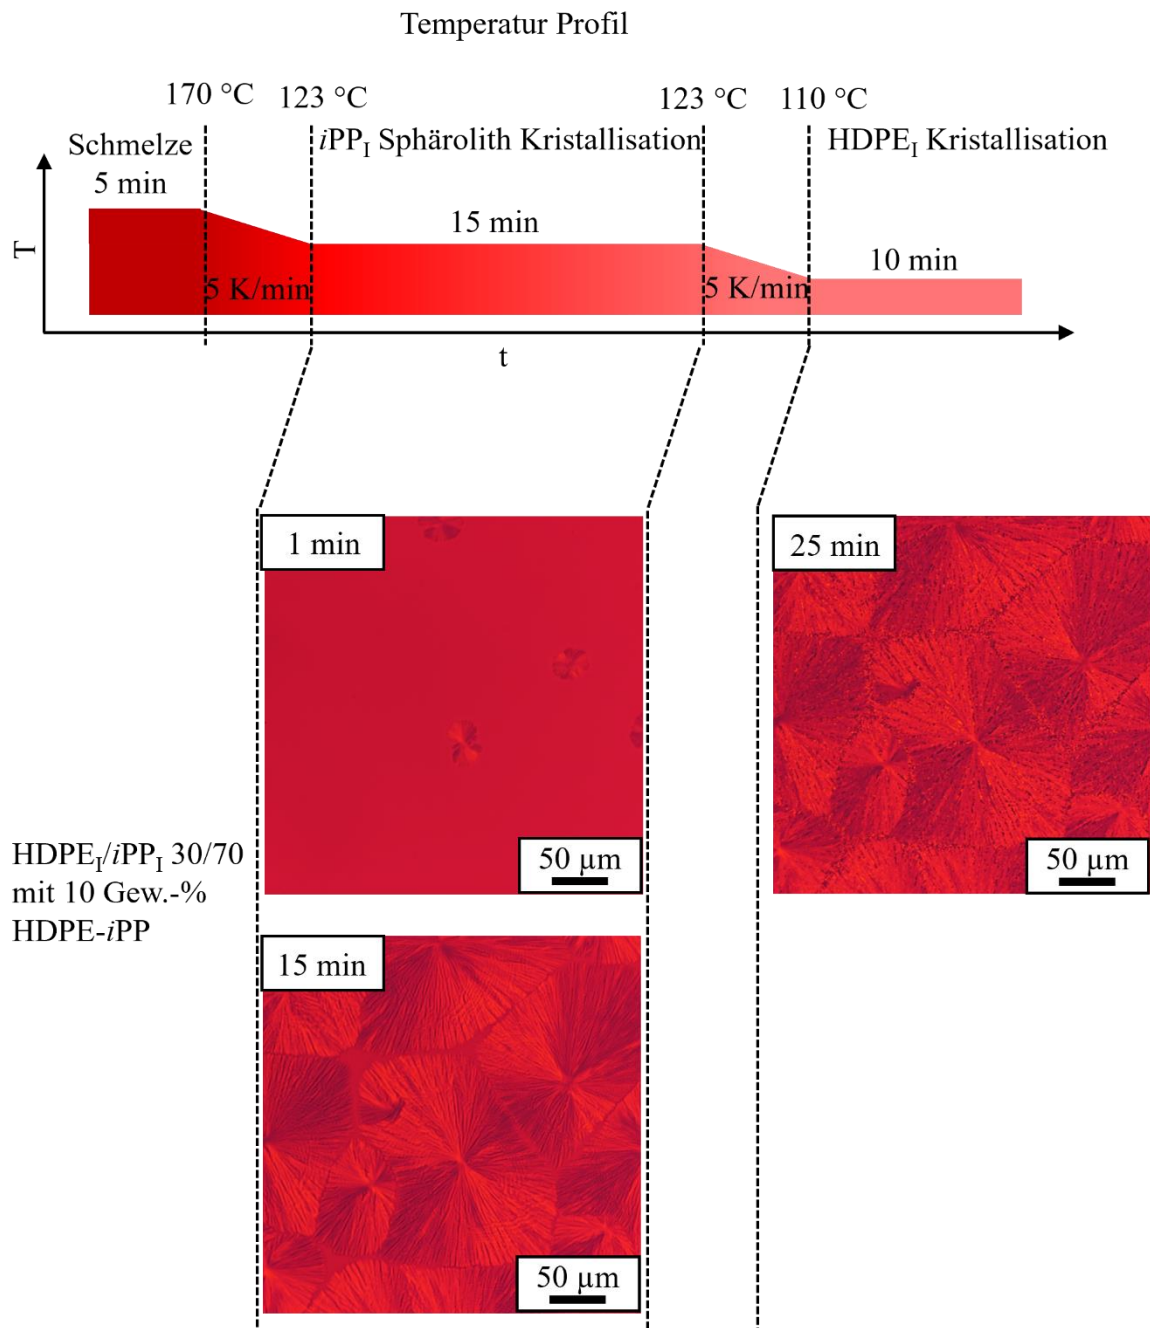 Temperatur Profil
170 °C
123 °C
123 °C
110 °C
Schmelze
iPPI Sphärolith Kristallisation
HDPEI Kristallisation
5 min
15 min
10 min
T
5 K/min
5 K/min
t
1 min
25 min
50 µm
50 µm
HDPEI/iPPI 30/70
mit 10 Gew.-%
HDPE-iPP
15 min
50 µm